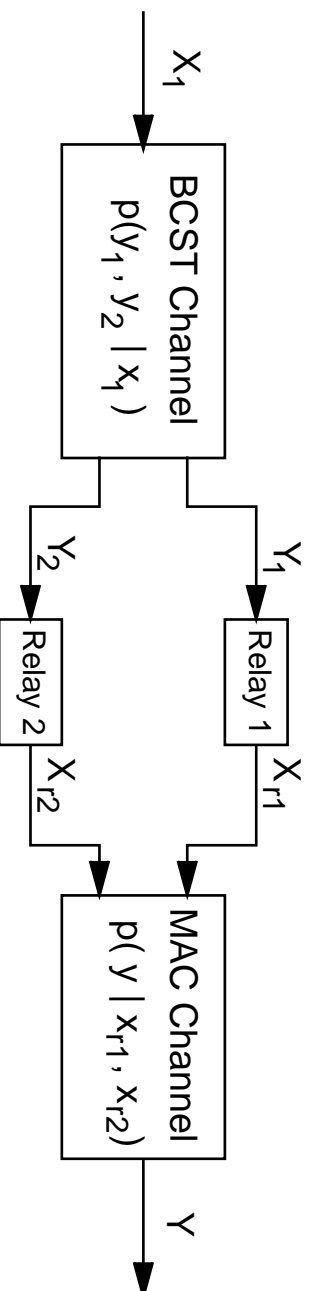 X1
BCST Channel
p(y1, y2 | x1)
Y1
Relay 1
Xr1
Y2
Relay 2
Xr2
MAC Channel
p( y | xr1, xr2)
Y